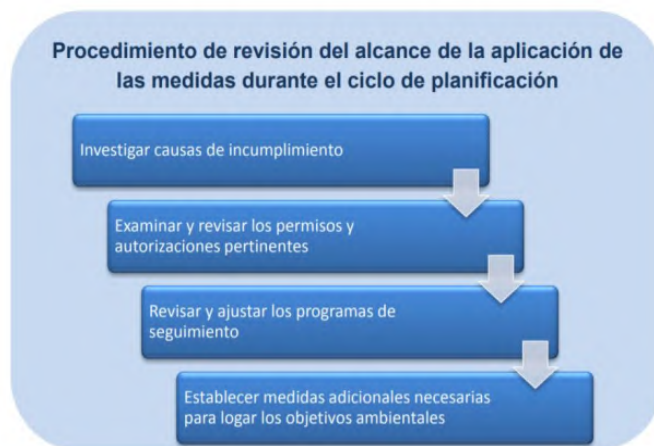 Procedimiento de revisión del alcance de la aplicación de
las medidas durante el ciclo de planificación
Investigar causas de incumplimiento
Examinar y revisar los permisos y
autorizaciones pertinentes
Revisar y ajustar los programas de
seguimiento
Establecer medidas adicionales necesarias
para logar los objetivos ambientales